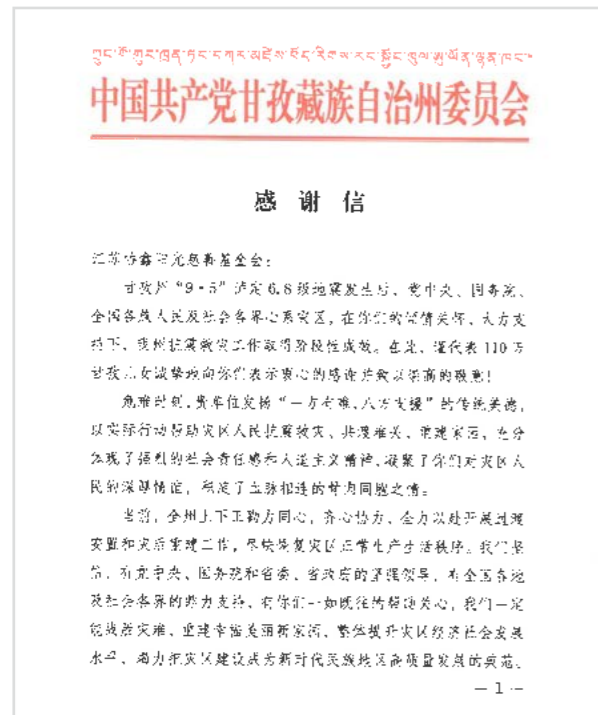 中国共产党甘孜藏族自治州委员会
感谢信
江苏协鑫阳光慈善基金会：
甘孜州“9·5”泸定6.8级地震发生后，党中央、国务院、
全国各族人民及社会各界心系灾区，在你们的深情关怀、大力支
持下，我州抗震救灾工作取得阶段性成效。在此，谨代表110万
甘孜儿女诚挚地向你们表示衷心的感谢并致以崇高的敬意！
危难时刻，贵单位发扬“一方有难、八方支援”的传统美德，
以实际行动帮助灾区人民抗震救灾、共渡难关、重建家园，充分
体现了强烈的社会责任感和人道主义精神，凝聚了你们对灾区人
民的深厚情谊，彰显了血脉相连的骨肉同胞之情。
当前，全州上下正勠力同心，齐心协力、全力以赴开展过渡
安置和灾后重建工作，尽快恢复灾区正常生产生活秩序。我们坚
信，有党中央、国务院和省委、省政府的坚强领导，有全国各地
及社会各界的鼎力支持，有你们一如既往的帮助关心，我们一定
能战胜灾难、重建幸福美丽新家园，整体提升灾区经济社会发展
水平，竭力把灾区建设成为新时代民族地区高质量发展的典范。
— 1 —